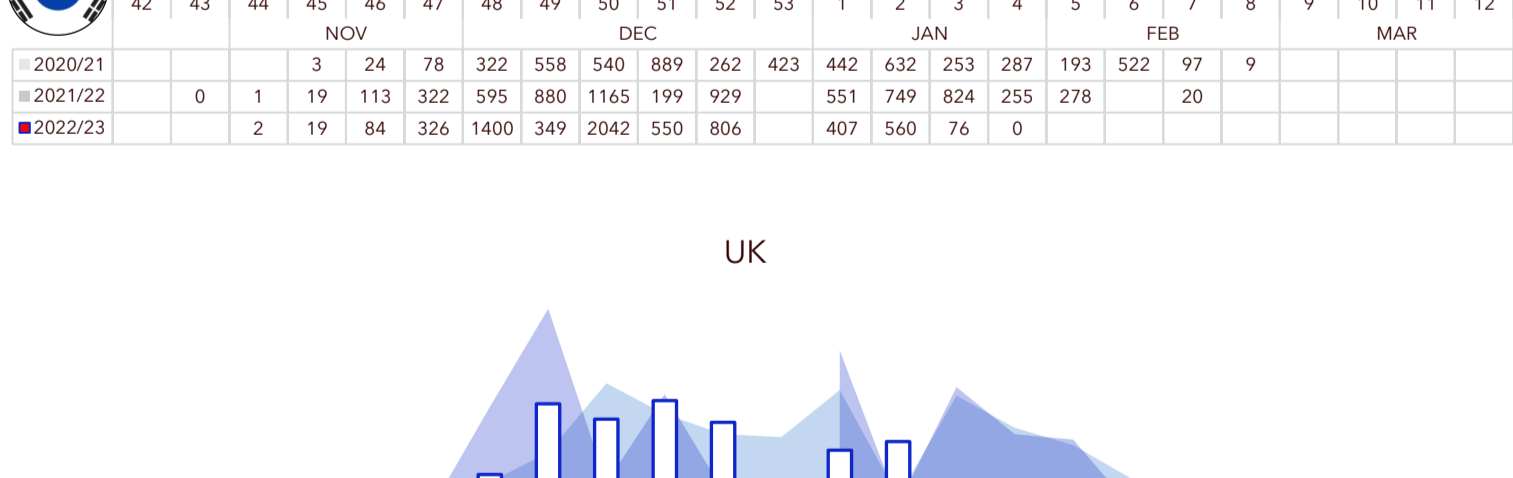 42 43 44 45 46 47 48 49 50 51 52 53 1 2 3 4 5 6 7 8 9 10 11 12
NOV DEC JAN FEB MAR
2020/21 3 24 78 322 558 540 889 262 423 442 632 253 287 193 522 97 9
2021/22 0 1 19 113 322 595 880 1165 199 929 551 749 824 255 278 20
2022/23 2 19 84 326 1400 349 2042 550 806 407 560 76 0
UK